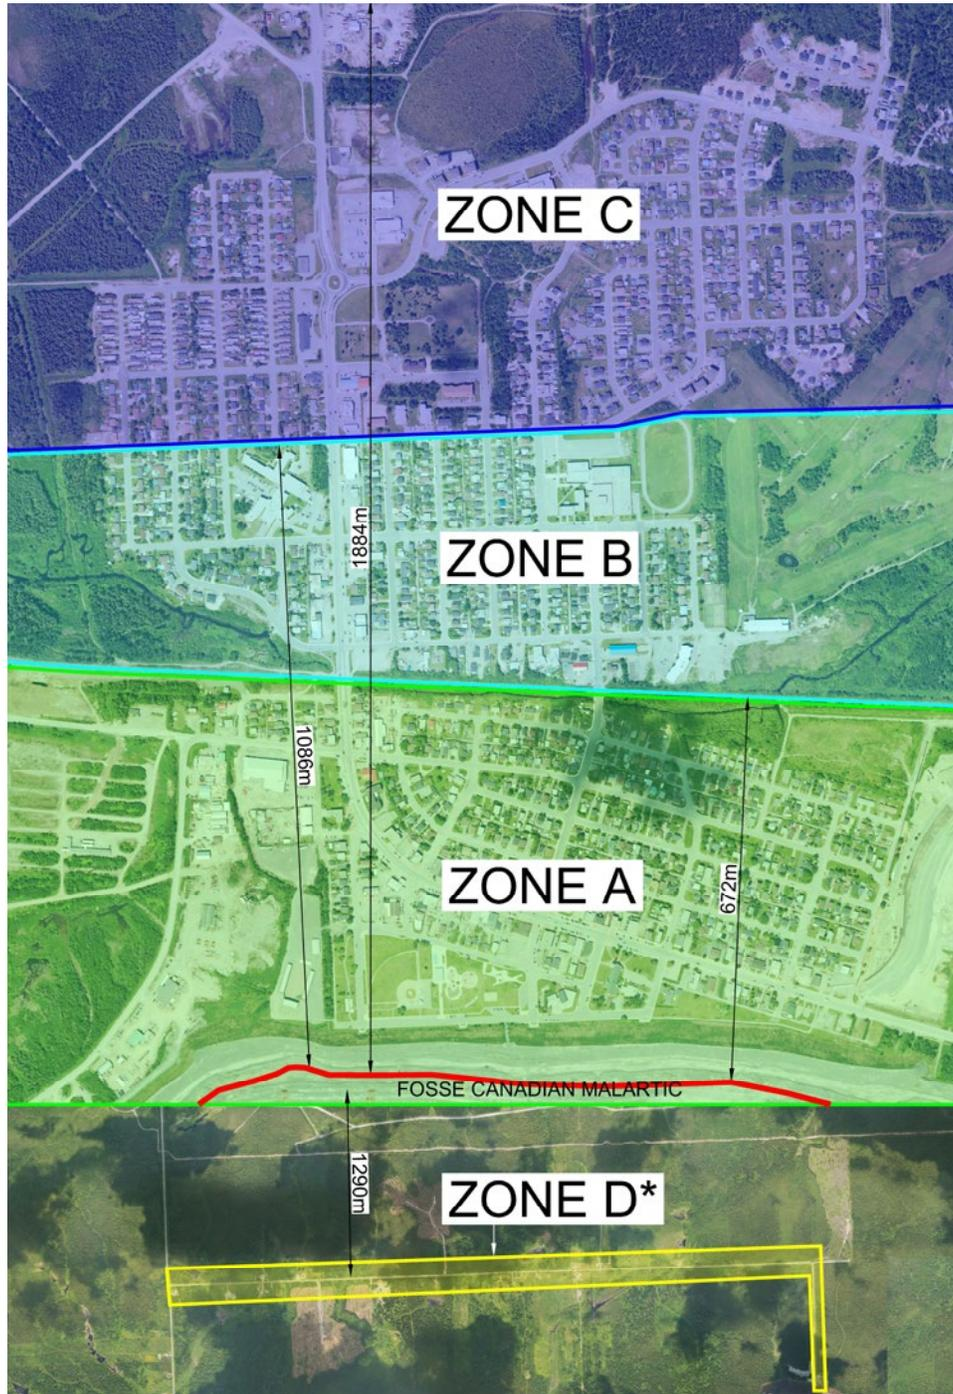 ZONE C
1884m
ZONE B
1086m
672m
ZONE A
FOSSE CANADIAN MALARTIC
1290m
ZONE D*